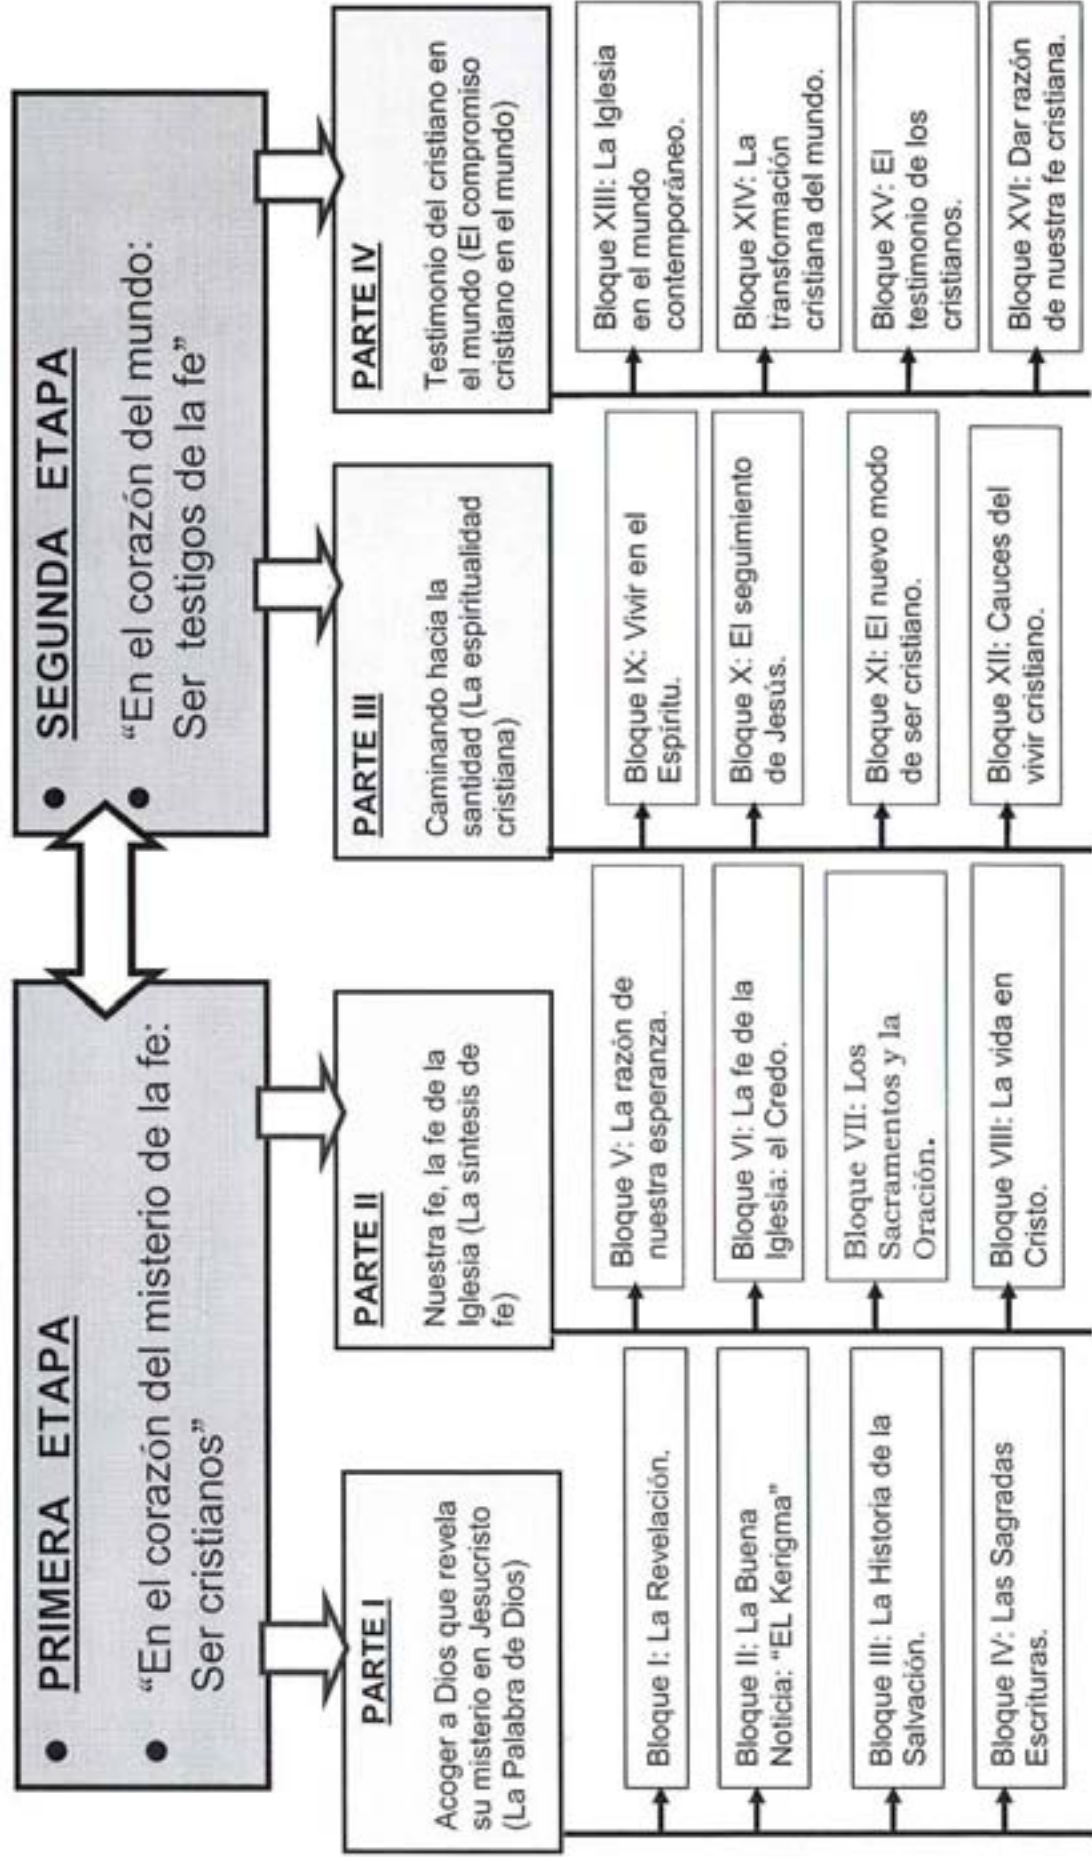 PRIMERA ETAPA
“En el corazón del misterio de la fe:
Ser cristianos”
SEGUNDA ETAPA
“En el corazón del mundo:
Ser testigos de la fe”
PARTE I
Acoger a Dios que revela
su misterio en Jesucristo
(La Palabra de Dios)
Bloque I: La Revelación.
Bloque II: La Buena
Noticia: “EL Kerigma”
Bloque III: La Historia de la
Salvación.
Bloque IV: Las Sagradas
Escrituras.
PARTE II
Nuestra fe, la fe de la
Iglesia (La síntesis de
fe)
Bloque V: La razón de
nuestra esperanza.
Bloque VI: La fe de la
Iglesia: el Credo.
Bloque VII: Los
Sacramentos y la
Oración.
Bloque VIII: La vida en
Cristo.
PARTE III
Caminando hacia la
santidad (La espiritualidad
cristiana)
Bloque IX: Vivir en el
Espíritu.
Bloque X: El seguimiento
de Jesús.
Bloque XI: El nuevo modo
de ser cristiano.
Bloque XII: Cauces del
vivir cristiano.
PARTE IV
Testimonio del cristiano en
el mundo (El compromiso
cristiano en el mundo)
Bloque XIII: La Iglesia
en el mundo
contemporáneo.
Bloque XIV: La
transformación
cristiana del mundo.
Bloque XV: El
testimonio de los
cristianos.
Bloque XVI: Dar razón
de nuestra fe cristiana.